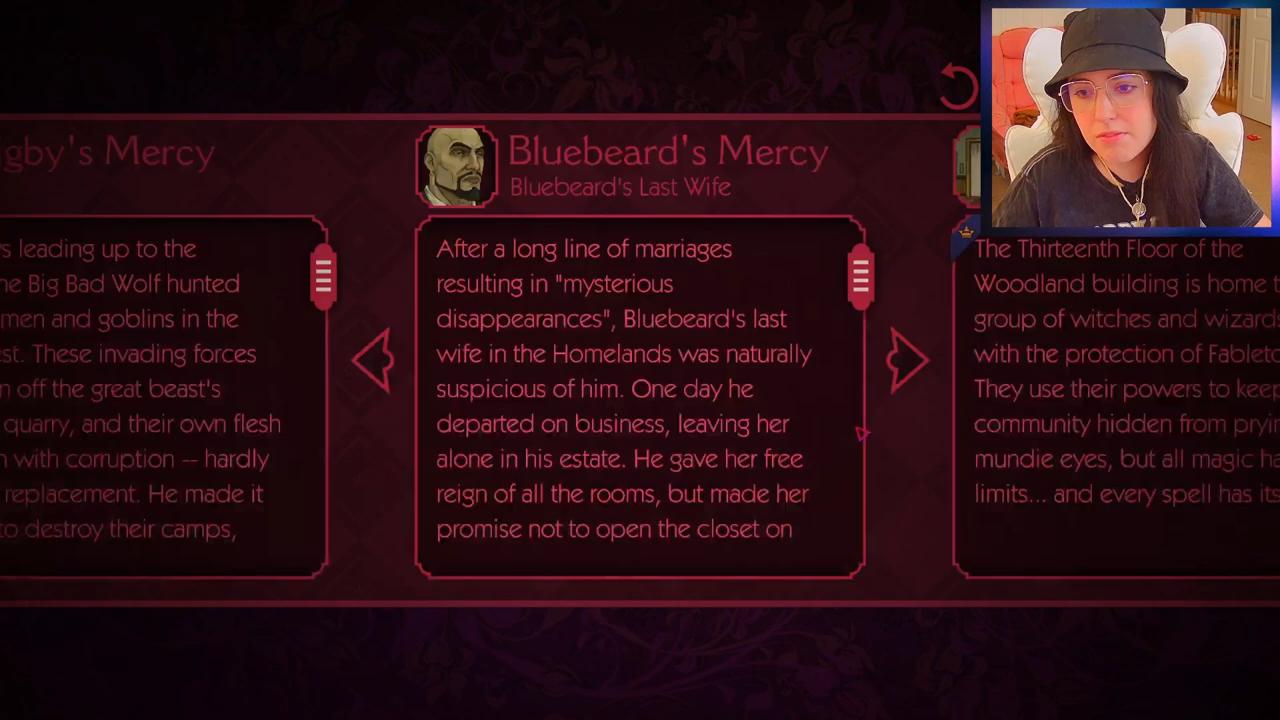 igby's Mercy
s leading up to the
he Big Bad Wolf hunted
men and goblins in the
st. These invading forces
n off the great beast's
quarry, and their own flesh
n with corruption -- hardly
replacement. He made it
to destroy their camps,
Bluebeard's Mercy
Bluebeard's Last Wife
After a long line of marriages
resulting in "mysterious
disappearances", Bluebeard's last
wife in the Homelands was naturally
suspicious of him. One day he
departed on business, leaving her
alone in his estate. He gave her free
reign of all the rooms, but made her
promise not to open the closet on
The Thirteenth Floor of the
Woodland building is home t
group of witches and wizard
with the protection of Fableto
They use their powers to keep
community hidden from pryin
mundie eyes, but all magic ha
limits... and every spell has its